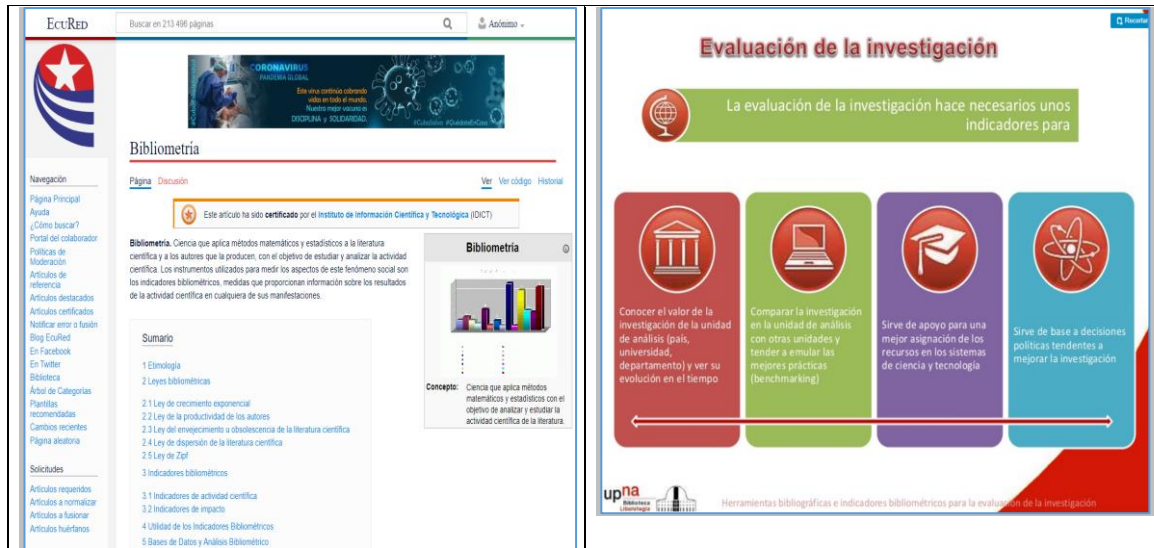 ECURED
Buscar en 213 496 páginas
Anónimo
CORONAVIRUS
PANDEMIA GLOBAL
Este virus continúa cobrando
vidas en todo el mundo.
Nuestra mejor vacuna es
DISCIPLINA y SOLIDARIDAD.
Bibliometría
Página Discusión
Ver Ver código Historial
Este artículo ha sido certificado por el Instituto de Información Científica y Tecnológica (IDICT)
Navegación
Página Principal
Ayuda
¿Cómo buscar?
Portal del colaborador
Políticas de
Moderación
Artículos de
referencia
Artículos destacados
Artículos certificados
Notificar error o fusión
Blog EcuRed
En Facebook
En Twitter
Biblioteca
Árbol de Categorías
Plantillas
recomendadas
Cambios recientes
Página aleatoria
Solicitudes
Artículos requeridos
Artículos a normalizar
Artículos a fusionar
Artículos huérfanos
Bibliometría. Ciencia que aplica métodos matemáticos y estadísticos a la literatura
científica y a los autores que la producen, con el objetivo de estudiar y analizar la actividad
científica. Los instrumentos utilizados para medir los aspectos de este fenómeno social son
los indicadores bibliométricos, medidas que proporcionan información sobre los resultados
de la actividad científica en cualquiera de sus manifestaciones.
Sumario
1 Etimología
2 Leyes bibliométricas
2.1 Ley de crecimiento exponencial
2.2 Ley de la productividad de los autores
2.3 Ley del envejecimiento u obsolescencia de la literatura científica
2.4 Ley de dispersión de la literatura científica
2.5 Ley de Zipf
3 Indicadores bibliométricos
3.1 Indicadores de actividad científica
3.2 Indicadores de impacto
4 Utilidad de los Indicadores Bibliométricos
5 Bases de Datos y Análisis Bibliométrico
Bibliometría
Concepto: Ciencia que aplica métodos
matemáticos y estadísticos con el
objetivo de analizar y estudiar la
actividad científica de la literatura.
Recortar
Evaluación de la investigación
La evaluación de la investigación hace necesarios unos
indicadores para
Conocer el valor de la
investigación de la unidad
de análisis (país,
universidad,
departamento) y ver su
evolución en el tiempo
Comparar la investigación
en la unidad de análisis
con otras unidades y
tender a emular las
mejores prácticas
(benchmarking)
Sirve de apoyo para una
mejor asignación de los
recursos en los sistemas
de ciencia y tecnología
Sirve de base a decisiones
políticas tendentes a
mejorar la investigación
upna
Biblioteca
Liburutegia
Herramientas bibliográficas e indicadores bibliométricos para la evaluación de la investigación